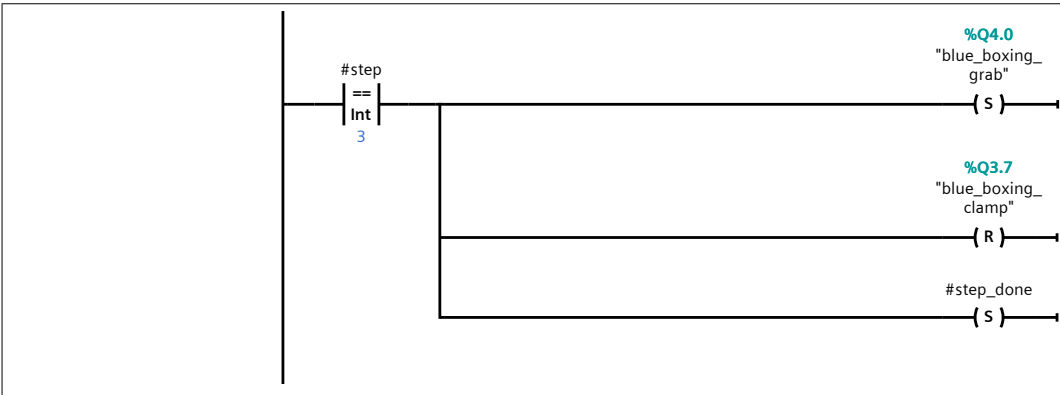 %Q4.0
"blue_boxing_
grab"
#step
==
Int
3
( S )
%Q3.7
"blue_boxing_
clamp"
( R )
#step_done
( S )